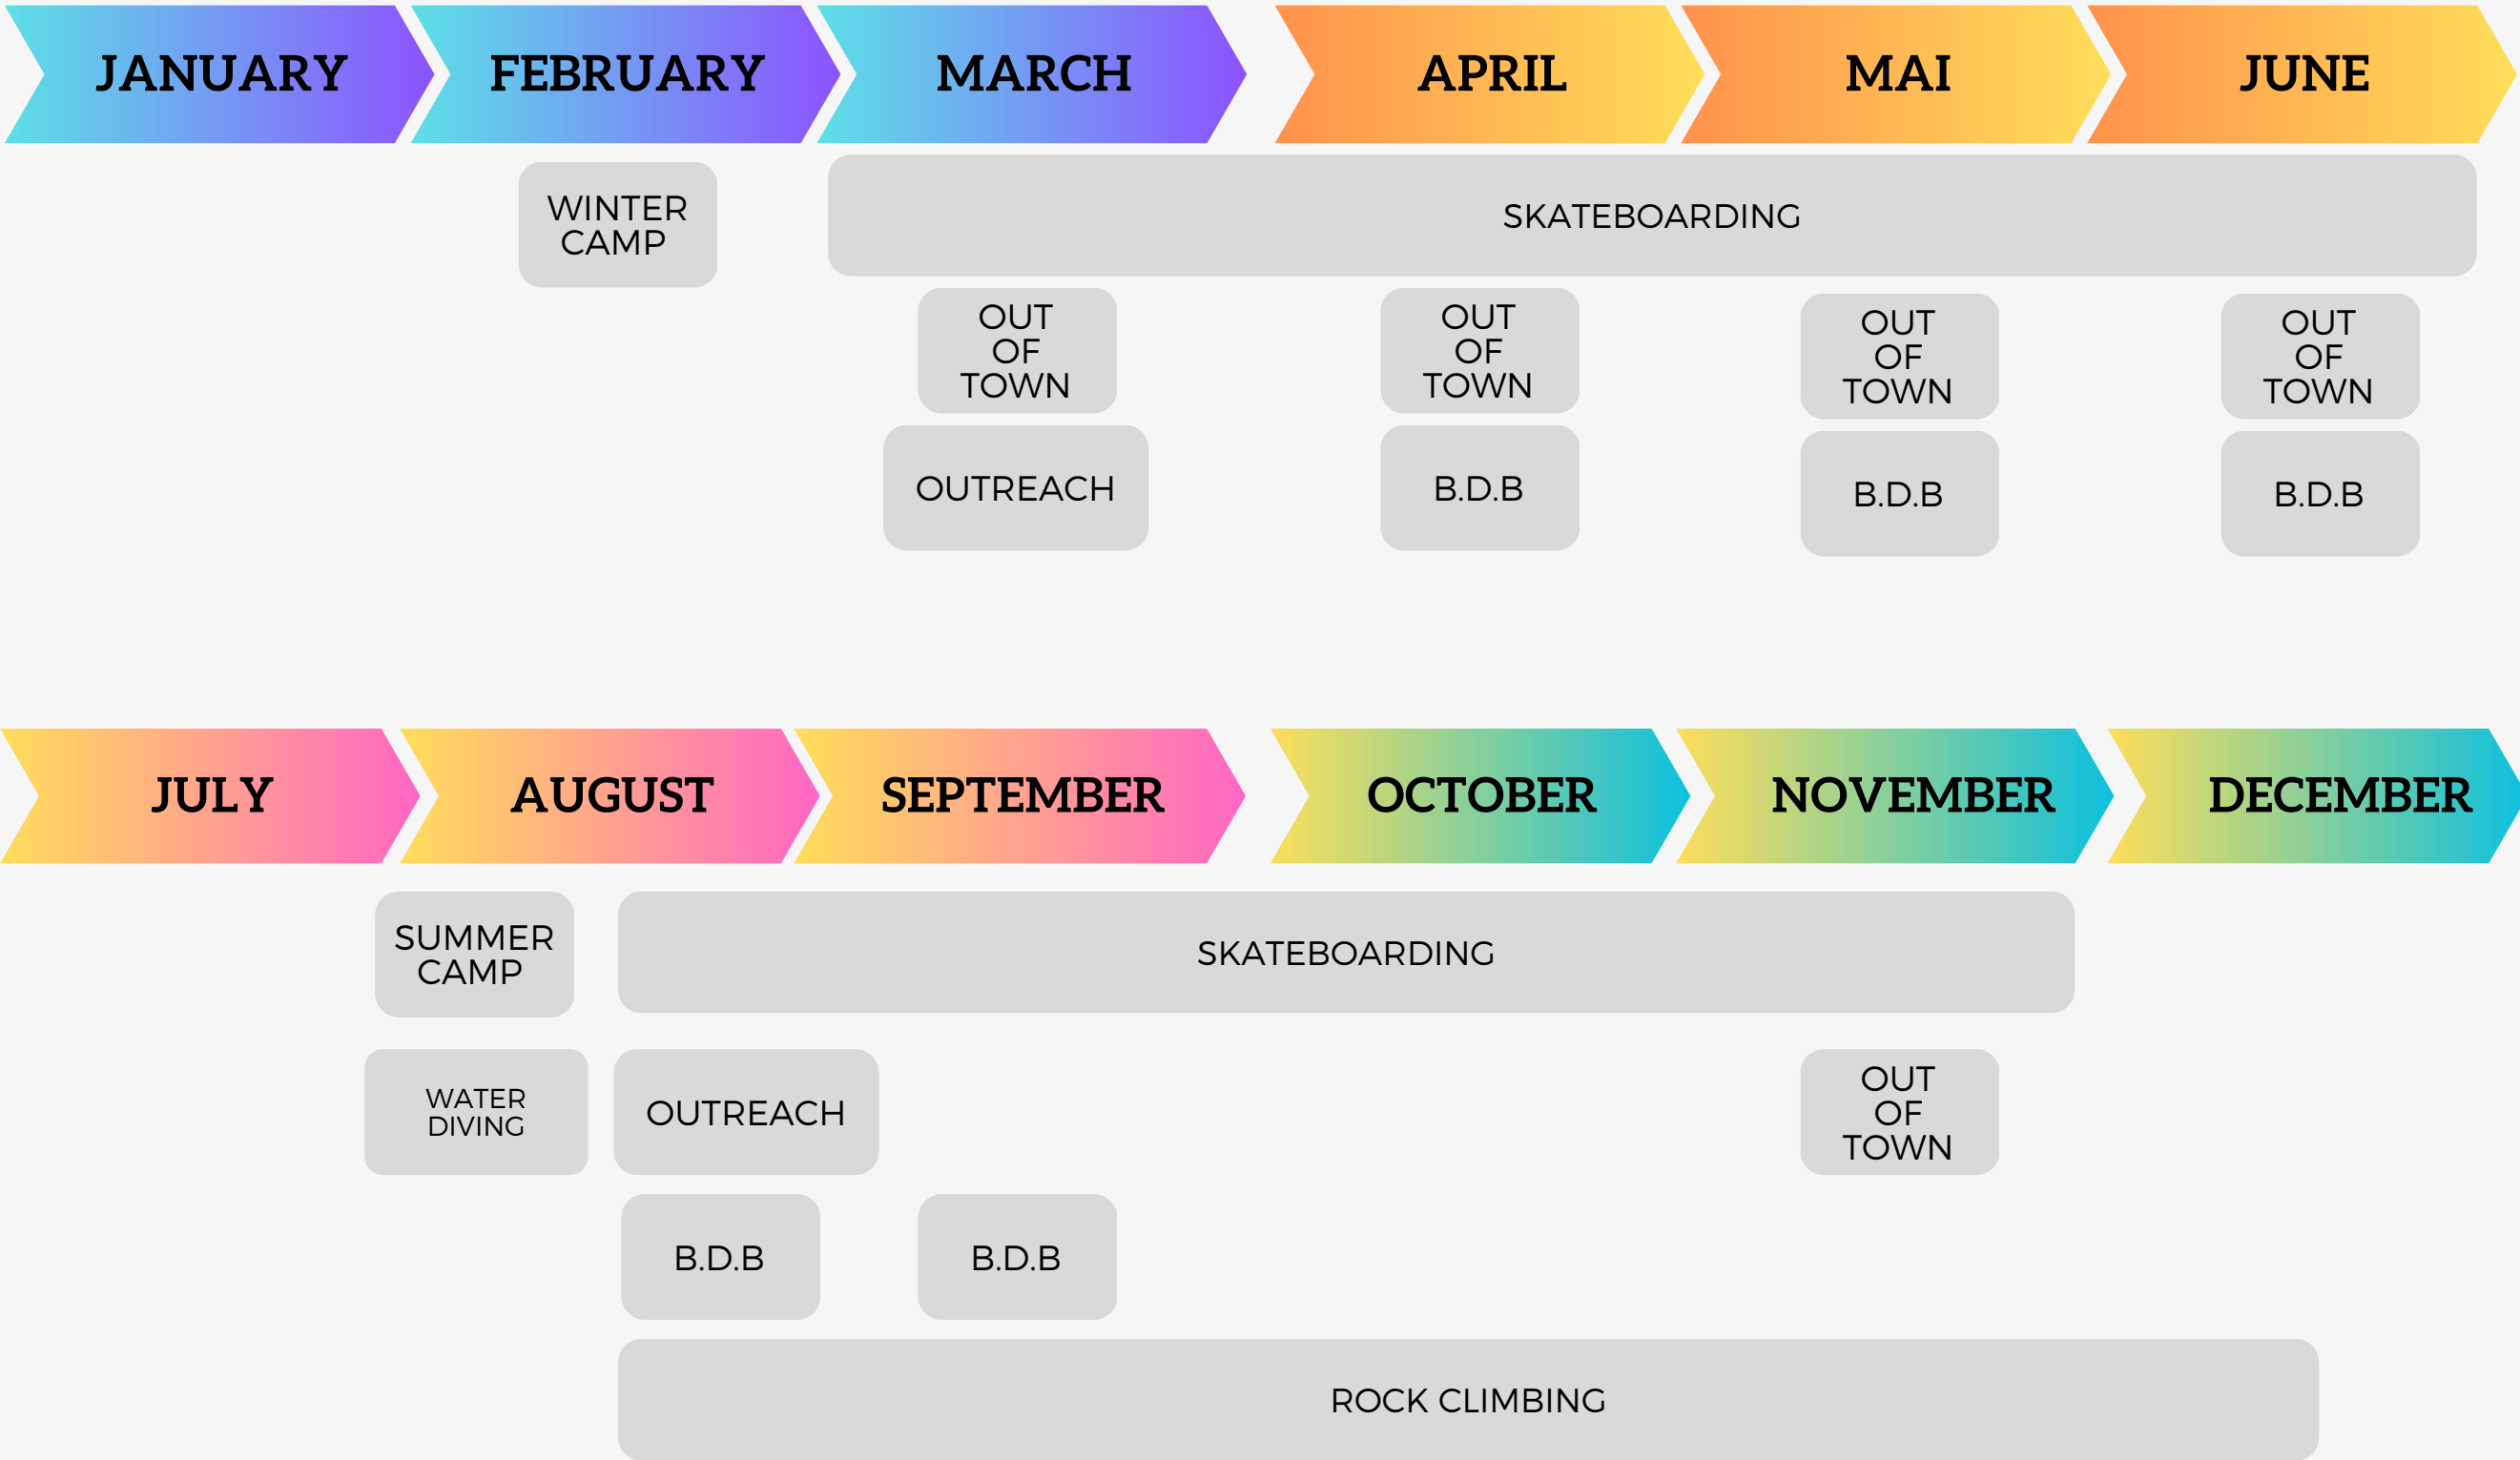 JANUARY
FEBRUARY
MARCH
APRIL
MAI
JUNE
WINTER
CAMP
SKATEBOARDING
OUT
OF
TOWN
OUT
OF
TOWN
OUT
OF
TOWN
OUT
OF
TOWN
OUTREACH
B.D.B
B.D.B
B.D.B
JULY
AUGUST
SEPTEMBER
OCTOBER
NOVEMBER
DECEMBER
SUMMER
CAMP
SKATEBOARDING
WATER
DIVING
OUTREACH
OUT
OF
TOWN
B.D.B
B.D.B
ROCK CLIMBING